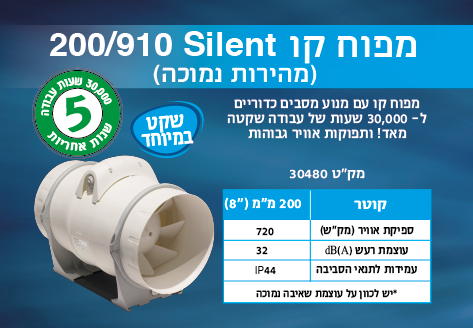 מפוח קו 200/910 Silent
(מהירות נמוכה)
30,000 שעות עבודה
5
שנות אחריות
שקט
במיוחד
מפוח קו עם מנוע מסבים כדוריים
ל- 30,000 שעות של עבודה שקטה
מאד! ותפוקות אוויר גבוהות
מק"ט 30480
קוטר 200 מ"מ ("8)
ספיקת אוויר (מק"ש) 720
עוצמת רעש dB(A) 32
עמידות לתנאי הסביבה IP44
*יש לכוון על עוצמת שאיבה נמוכה